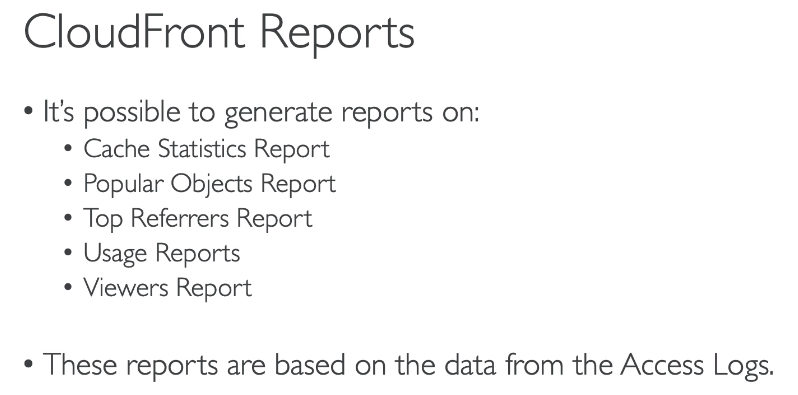 CloudFront Reports
• It's possible to generate reports on:
• Cache Statistics Report
• Popular Objects Report
• Top Referrers Report
• Usage Reports
• Viewers Report
• These reports are based on the data from the Access Logs.